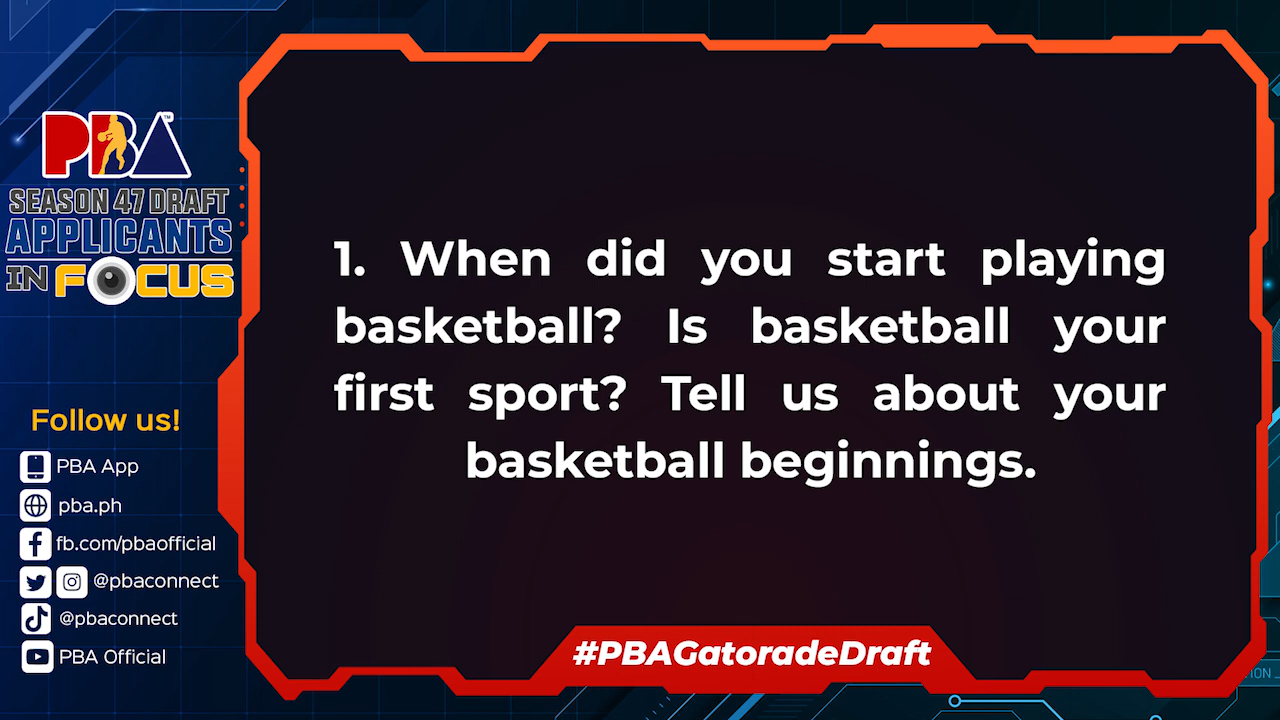 PBA
TM
SEASON 47 DRAFT
APPLICANTS
IN FOCUS
Follow us!
PBA App
pba.ph
fb.com/pbaofficial
@pbaconnect
@pbaconnect
PBA Official
1. When did you start playing
basketball? Is basketball your
first sport? Tell us about your
basketball beginnings.
#PBAGatoradeDraft